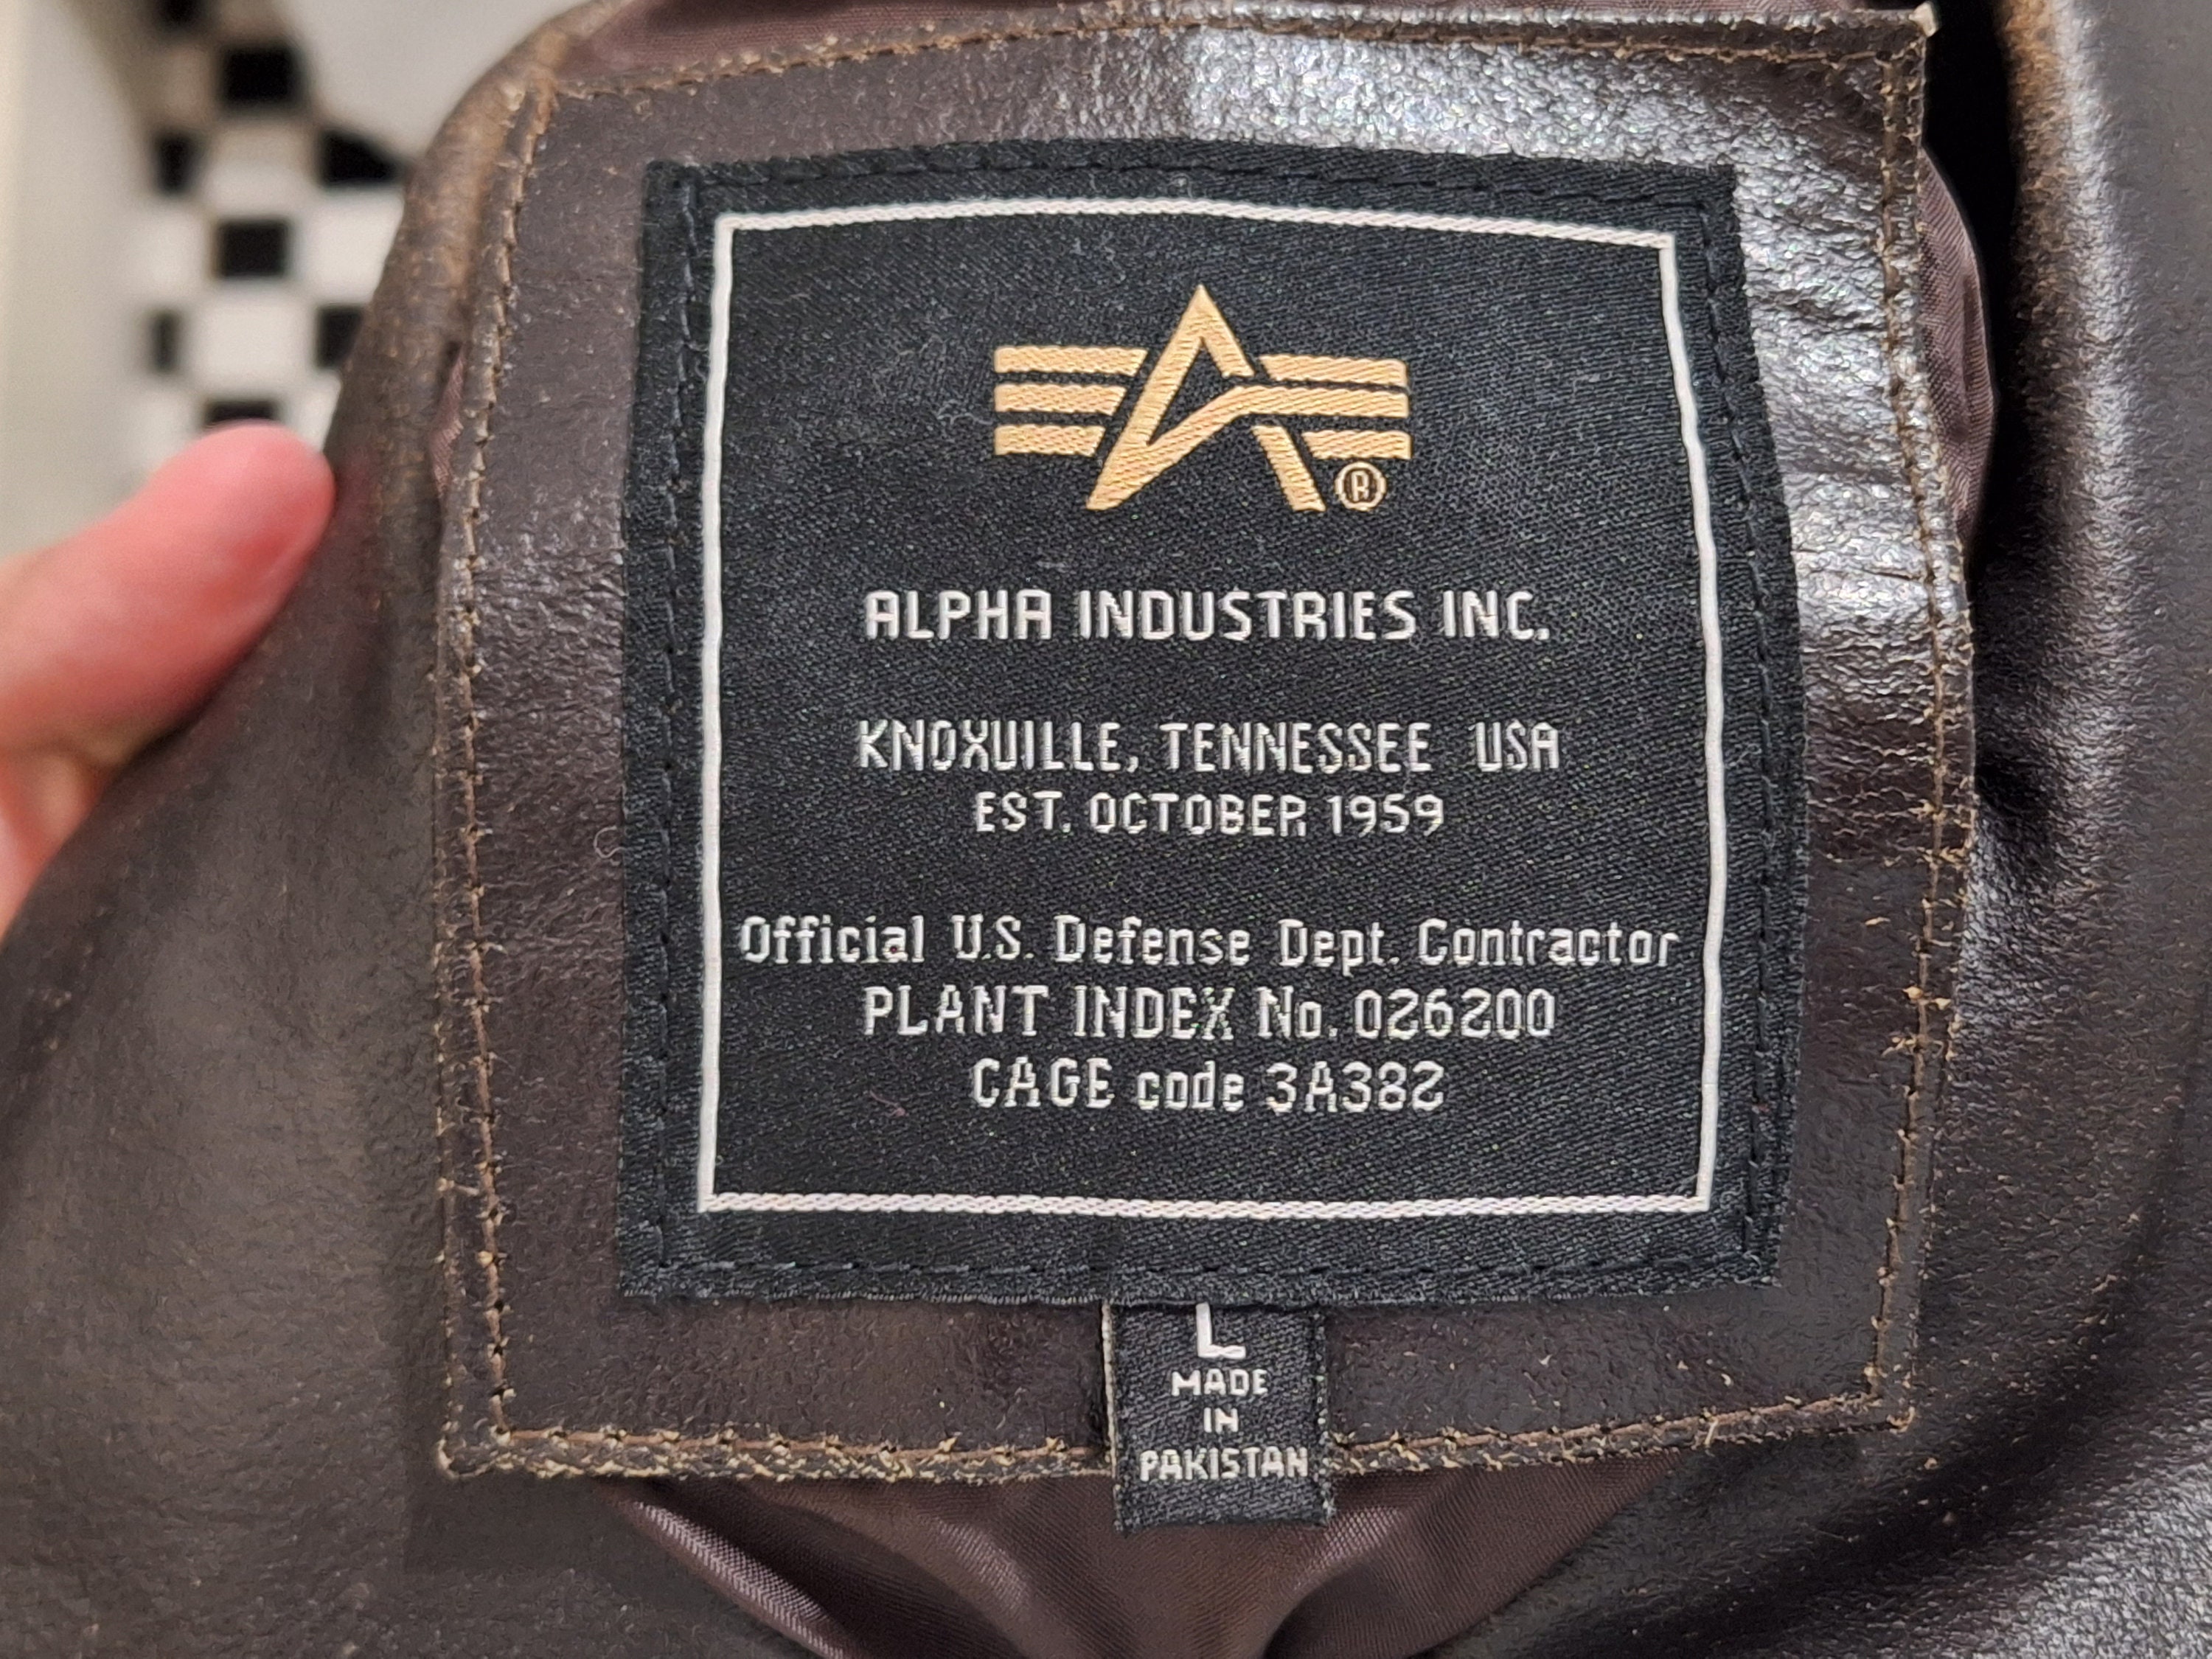 ®
ALPHA INDUSTRIES INC.
KNOXVILLE, TENNESSEE USA
EST. OCTOBER 1959
Official U.S. Defense Dept. Contractor
PLANT INDEX No. 026200
CAGE code 3A382
L
MADE
IN
PAKISTAN